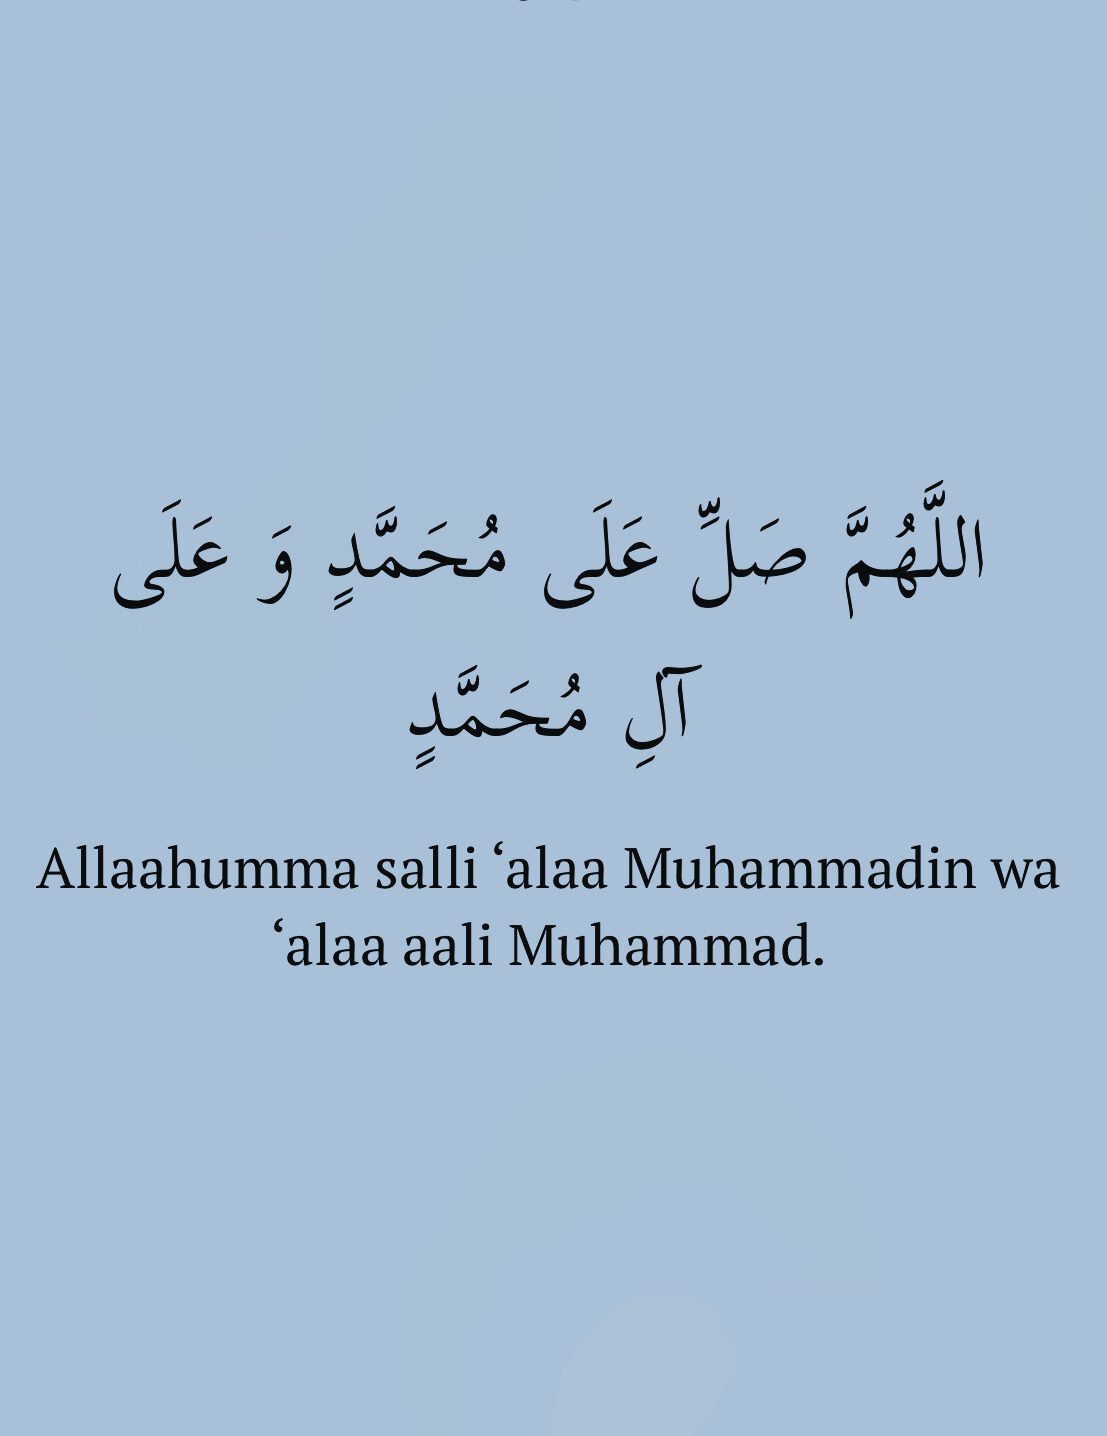 اللَّهُمَّ صَلِّ عَلَى مُحَمَّدٍ وَ عَلَى
آلِ مُحَمَّدٍ
Allaahumma salli ‘alaa Muhammadin wa
‘alaa aali Muhammad.